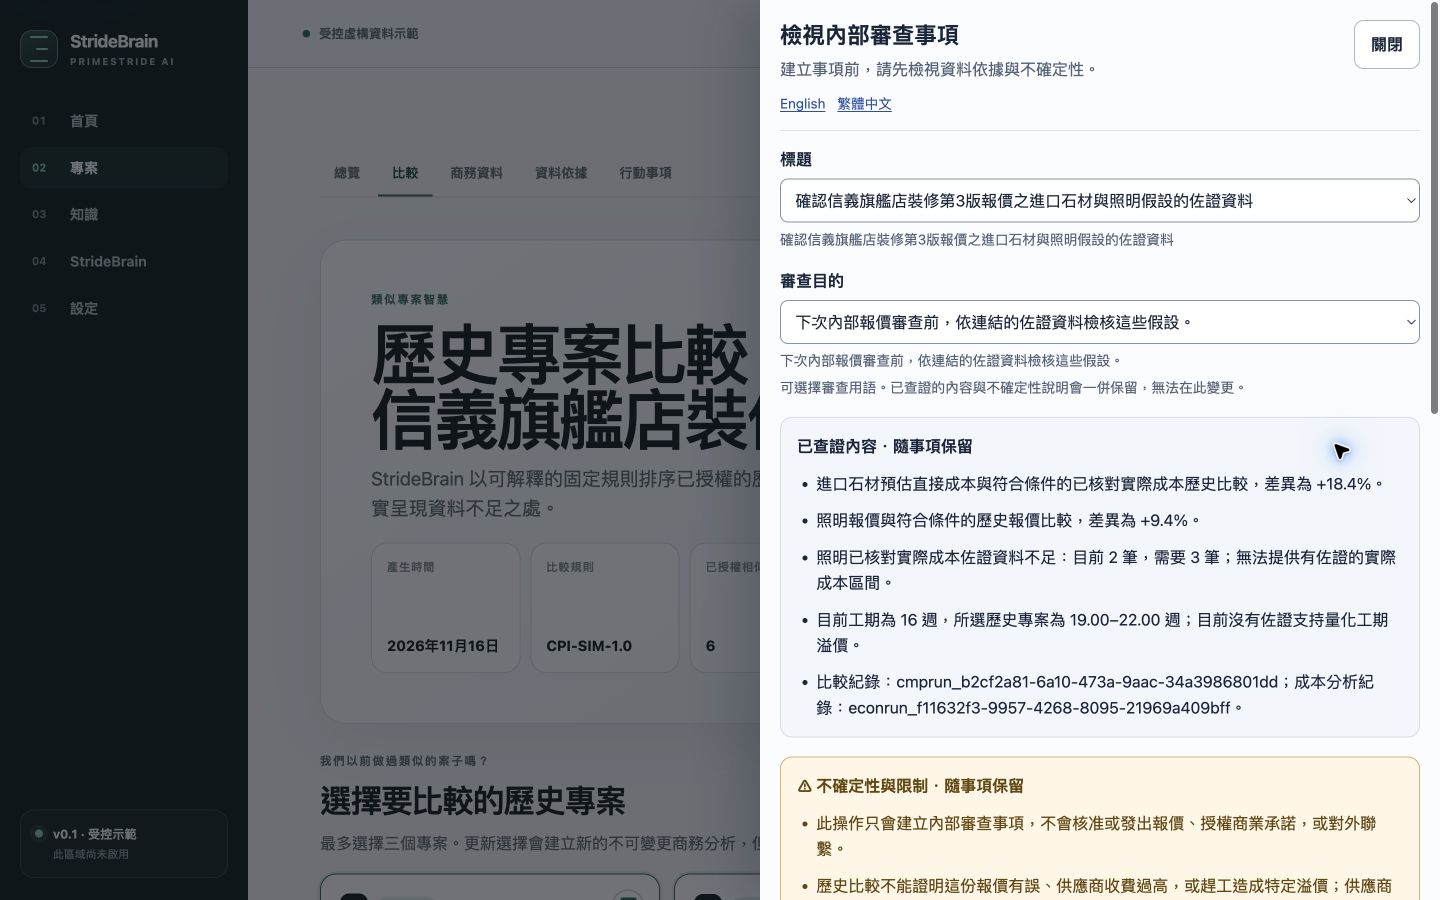 StrideBrain
PRIMESTRIDE AI
01 首頁
02 專案
03 知識
04 StrideBrain
05 設定
v0.1 · 受控示範
此區域尚未啟用
受控虛構資料示範
總覽 比較 商務資料 資料依據 行動事項
類似專案智慧
歷史專案比較
信義旗艦店裝
StrideBrain 以可解釋的固定規則排序已授權的
實呈現資料不足之處。
產生時間
2026年11月16日
比較規則
CPI-SIM-1.0
已授權相
6
我們以前做過類似的案子嗎？
選擇要比較的歷史專案
最多選擇三個專案。更新選擇會建立新的不可變更商務分析，
檢視內部審查事項
建立事項前，請先檢視資料依據與不確定性。
關閉
English 繁體中文
標題
確認信義旗艦店裝修第3版報價之進口石材與照明假設的佐證資料
確認信義旗艦店裝修第3版報價之進口石材與照明假設的佐證資料
審查目的
下次內部報價審查前，依連結的佐證資料檢核這些假設。
下次內部報價審查前，依連結的佐證資料檢核這些假設。
可選擇審查用語。已查證的內容與不確定性說明會一併保留，無法在此變更。
已查證內容 · 隨事項保留
• 進口石材預估直接成本與符合條件的已核對實際成本歷史比較，差異為 +18.4%。
• 照明報價與符合條件的歷史報價比較，差異為 +9.4%。
• 照明已核對實際成本佐證資料不足：目前 2 筆，需要 3 筆；無法提供有佐證的實際
成本區間。
• 目前工期為 16 週，所選歷史專案為 19.00–22.00 週；目前沒有佐證支持量化工期
溢價。
• 比較紀錄：cmprun_b2cf2a81-6a10-473a-9aac-34a3986801dd；成本分析紀
錄：econrun_f11632f3-9957-4268-8095-21969a409bff。
⚠ 不確定性與限制 · 隨事項保留
• 此操作只會建立內部審查事項，不會核准或發出報價、授權商業承諾，或對外聯
繫。
• 歷史比較不能證明這份報價有誤、供應商收費過高，或趕工造成特定溢價；供應商